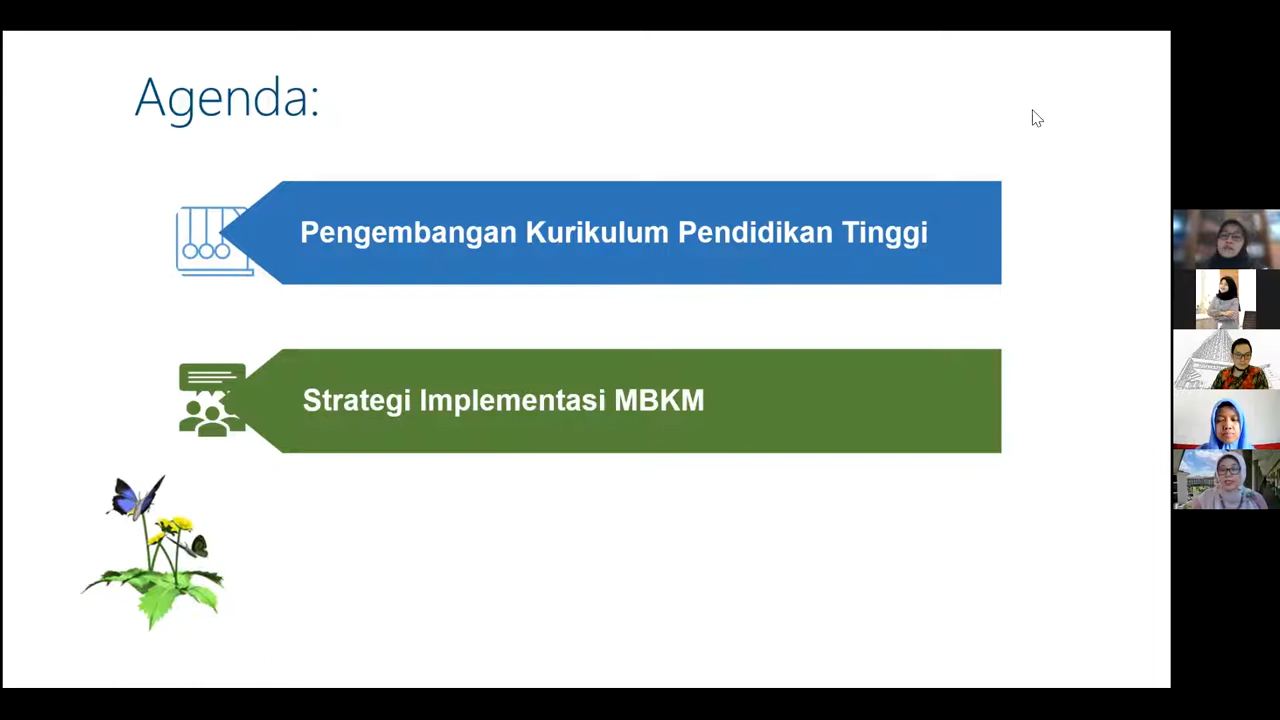 Agenda:
Pengembangan Kurikulum Pendidikan Tinggi
Strategi Implementasi MBKM